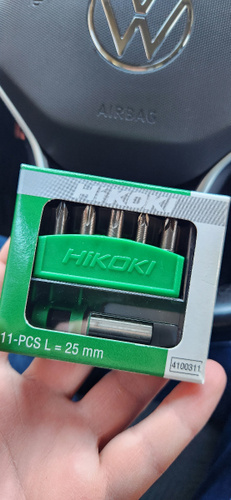 AIRBAG
HiKOKI
HiKOKI
11-PCS L = 25 mm
4100311